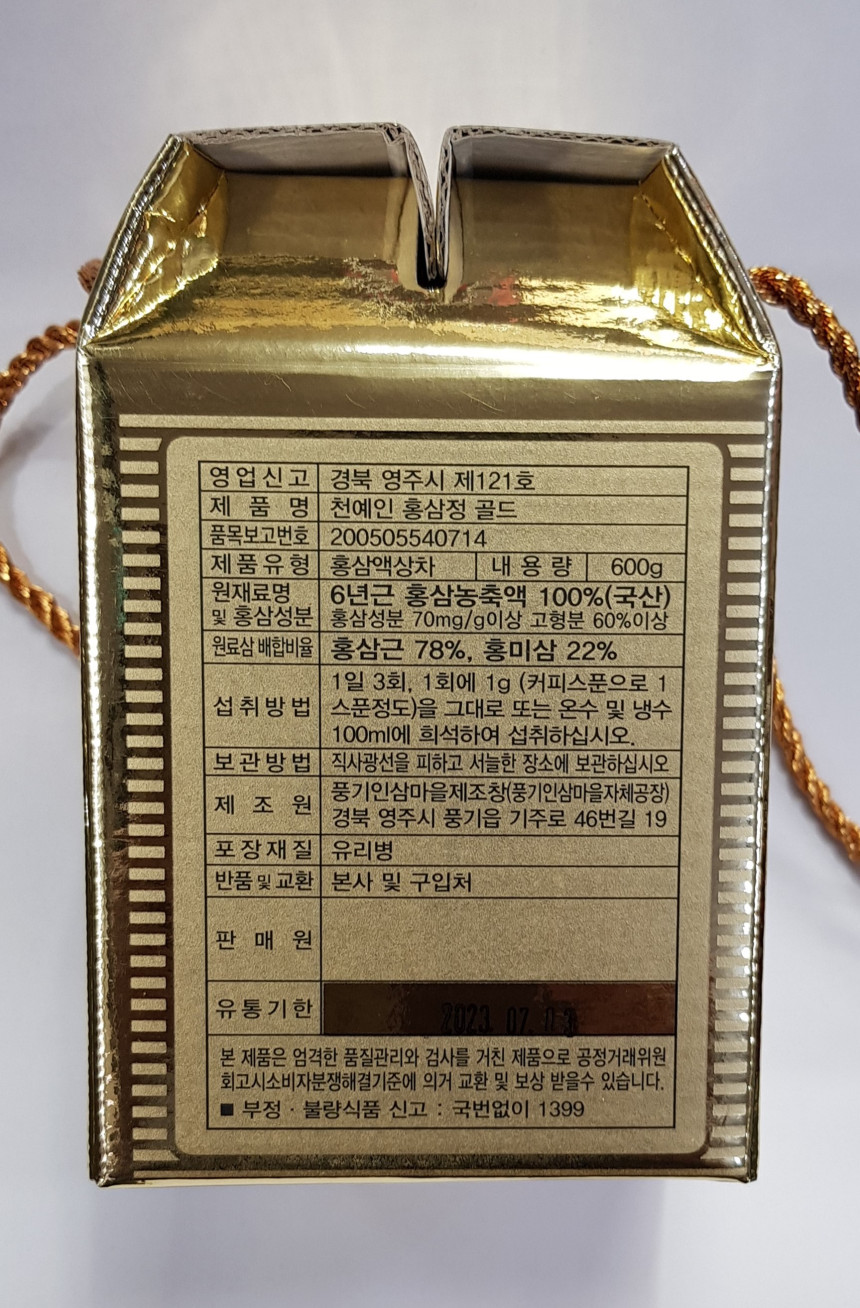 영업신고 경북 영주시 제121호
제품명 천예인 홍삼정 골드
품목보고번호 200505540714
제품유형 홍삼액상차 내용량 600g
원재료명 및 홍삼성분 6년근 홍삼농축액 100%(국산)
홍삼성분 70mg/g이상 고형분 60%이상
원료삼 배합비율 홍삼근 78%, 홍미삼 22%
섭취방법 1일 3회, 1회에 1g (커피스푼으로 1
스푼정도)을 그대로 또는 온수 및 냉수
100ml에 희석하여 섭취하십시오.
보관방법 직사광선을 피하고 서늘한 장소에 보관하십시오
제조원 풍기인삼마을제조창(풍기인삼마을자체공장)
경북 영주시 풍기읍 기주로 46번길 19
포장재질 유리병
반품 및 교환 본사 및 구입처
판매원
유통기한 2023. 07. 03
본 제품은 엄격한 품질관리와 검사를 거친 제품으로 공정거래위원
회고시소비자분쟁해결기준에 의거 교환 및 보상 받을수 있습니다.
■ 부정 · 불량식품 신고 : 국번없이 1399